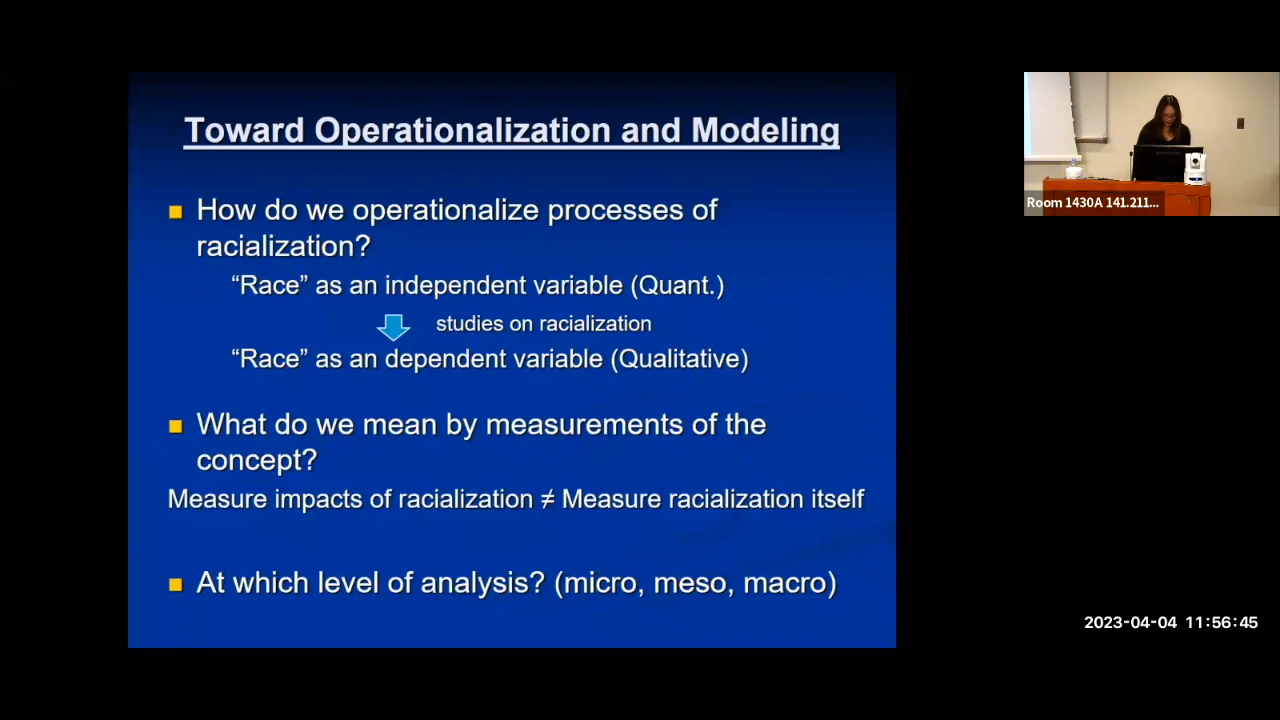 Toward Operationalization and Modeling
How do we operationalize processes of
racialization?
“Race” as an independent variable (Quant.)
studies on racialization
“Race” as an dependent variable (Qualitative)
What do we mean by measurements of the
concept?
Measure impacts of racialization ≠ Measure racialization itself
At which level of analysis? (micro, meso, macro)
Room 1430A 141.211...
2023-04-04 11:56:45